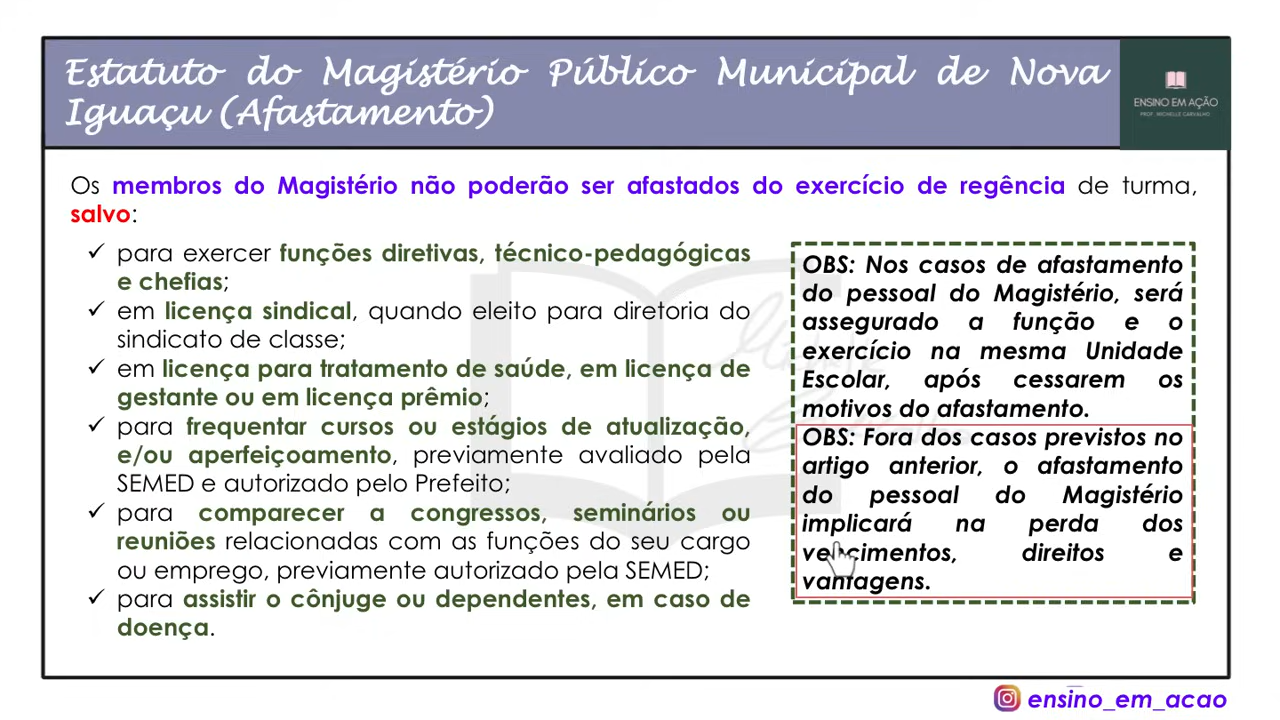 Estatuto do Magistério Público Municipal de Nova
Iguaçu (Afastamento)
ENSINO EM AÇÃO
PROF. MICHELLE CARVALHO
Os membros do Magistério não poderão ser afastados do exercício de regência de turma,
salvo:
✓ para exercer funções diretivas, técnico-pedagógicas
e chefias;
✓ em licença sindical, quando eleito para diretoria do
sindicato de classe;
✓ em licença para tratamento de saúde, em licença de
gestante ou em licença prêmio;
✓ para frequentar cursos ou estágios de atualização,
e/ou aperfeiçoamento, previamente avaliado pela
SEMED e autorizado pelo Prefeito;
✓ para comparecer a congressos, seminários ou
reuniões relacionadas com as funções do seu cargo
ou emprego, previamente autorizado pela SEMED;
✓ para assistir o cônjuge ou dependentes, em caso de
doença.
OBS: Nos casos de afastamento
do pessoal do Magistério, será
assegurado a função e o
exercício na mesma Unidade
Escolar, após cessarem os
motivos do afastamento.
OBS: Fora dos casos previstos no
artigo anterior, o afastamento
do pessoal do Magistério
implicará na perda dos
vencimentos, direitos e
vantagens.
ensino_em_acao